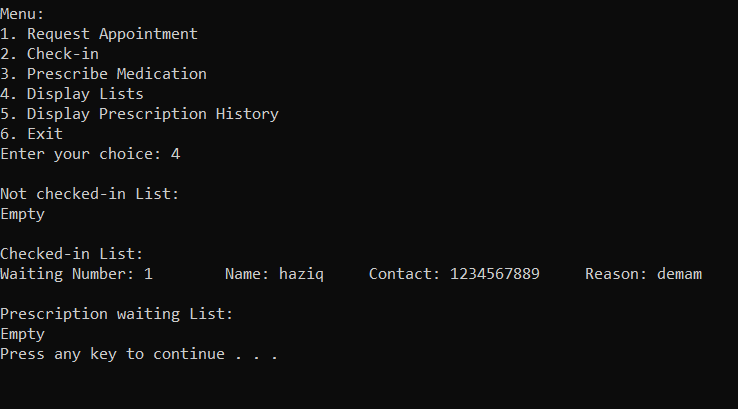 Menu:
1. Request Appointment
2. Check-in
3. Prescribe Medication
4. Display Lists
5. Display Prescription History
6. Exit
Enter your choice: 4
Not checked-in List:
Empty
Checked-in List:
Waiting Number: 1        Name: haziq     Contact: 1234567889     Reason: demam
Prescription waiting List:
Empty
Press any key to continue . . .